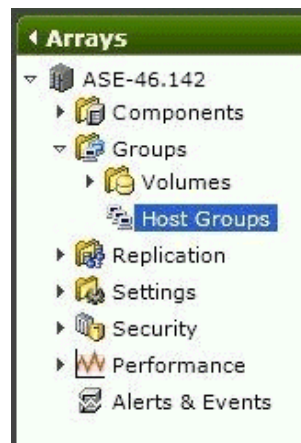 Arrays
ASE-46.142
Components
Groups
Volumes
Host Groups
Replication
Settings
Security
Performance
Alerts & Events